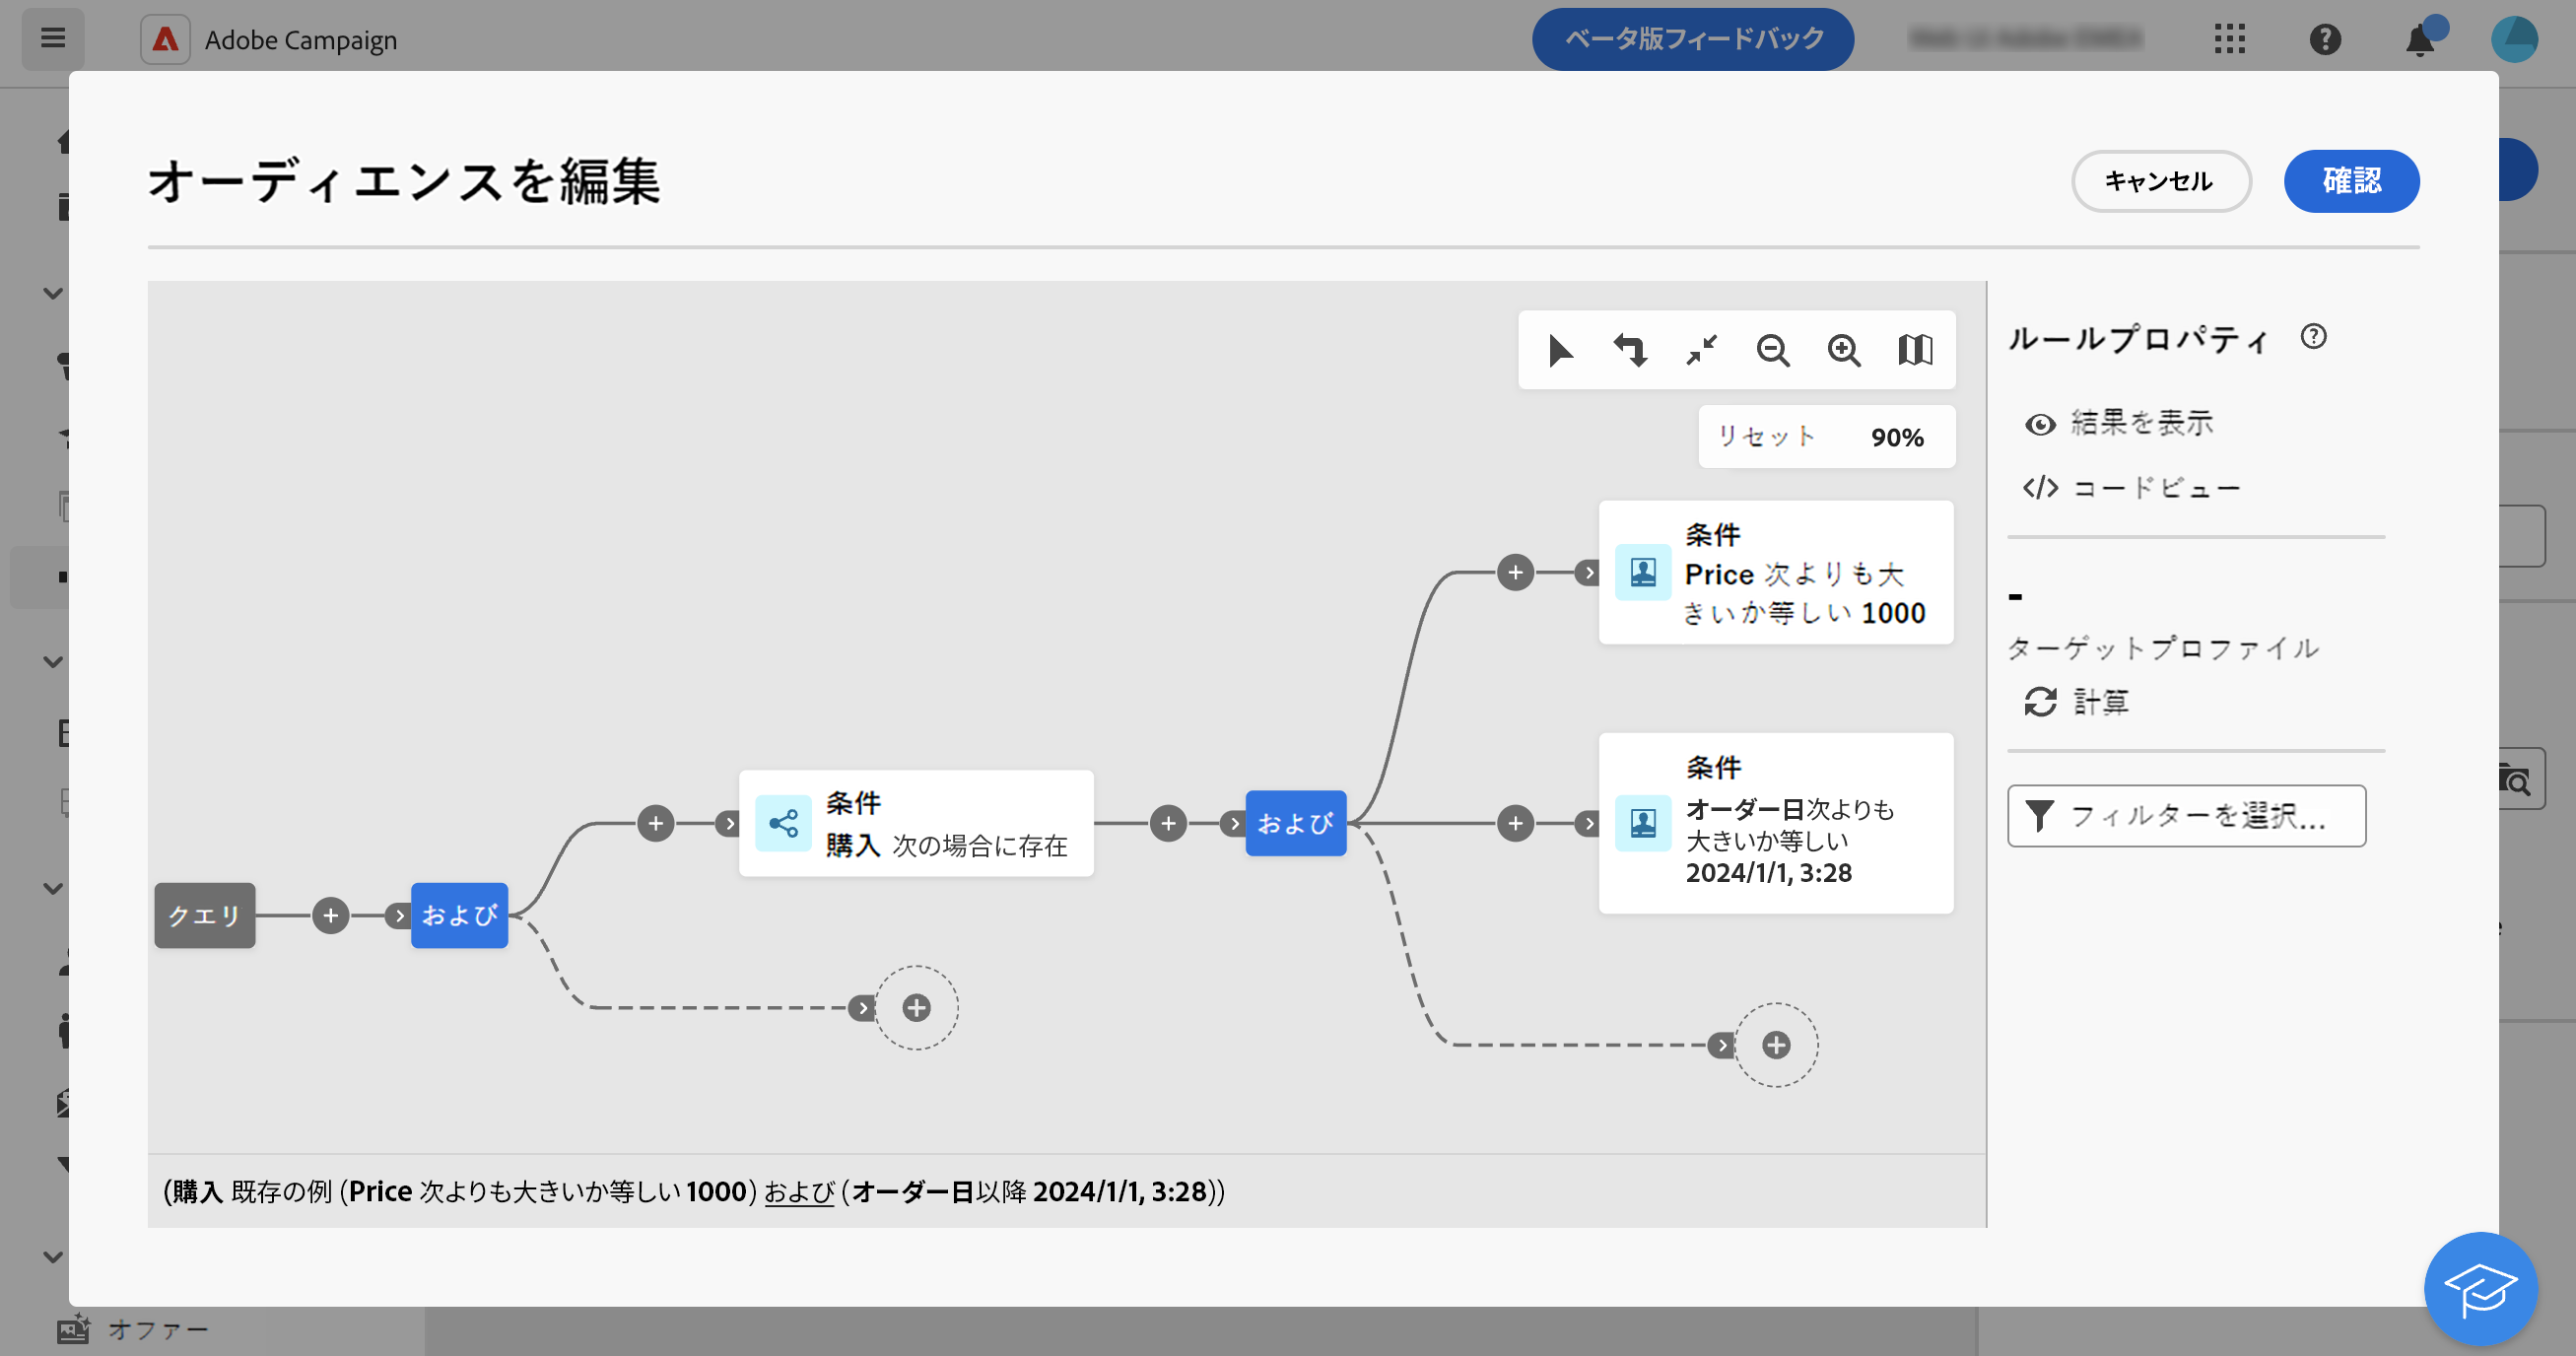 Adobe Campaign
ベータ版フィードバック
オーディエンスを編集
キャンセル
確認
リセット 90%
条件
Price 次よりも大
きいか等しい 1000
条件
オーダー日次よりも
大きいか等しい
2024/1/1, 3:28
条件
購入 次の場合に存在
および
クエリ
および
(購入 既存の例 (Price 次よりも大きいか等しい 1000) および (オーダー日以降 2024/1/1, 3:28))
ルールプロパティ
結果を表示
コードビュー
-
ターゲットプロファイル
計算
フィルターを選択...
オファー